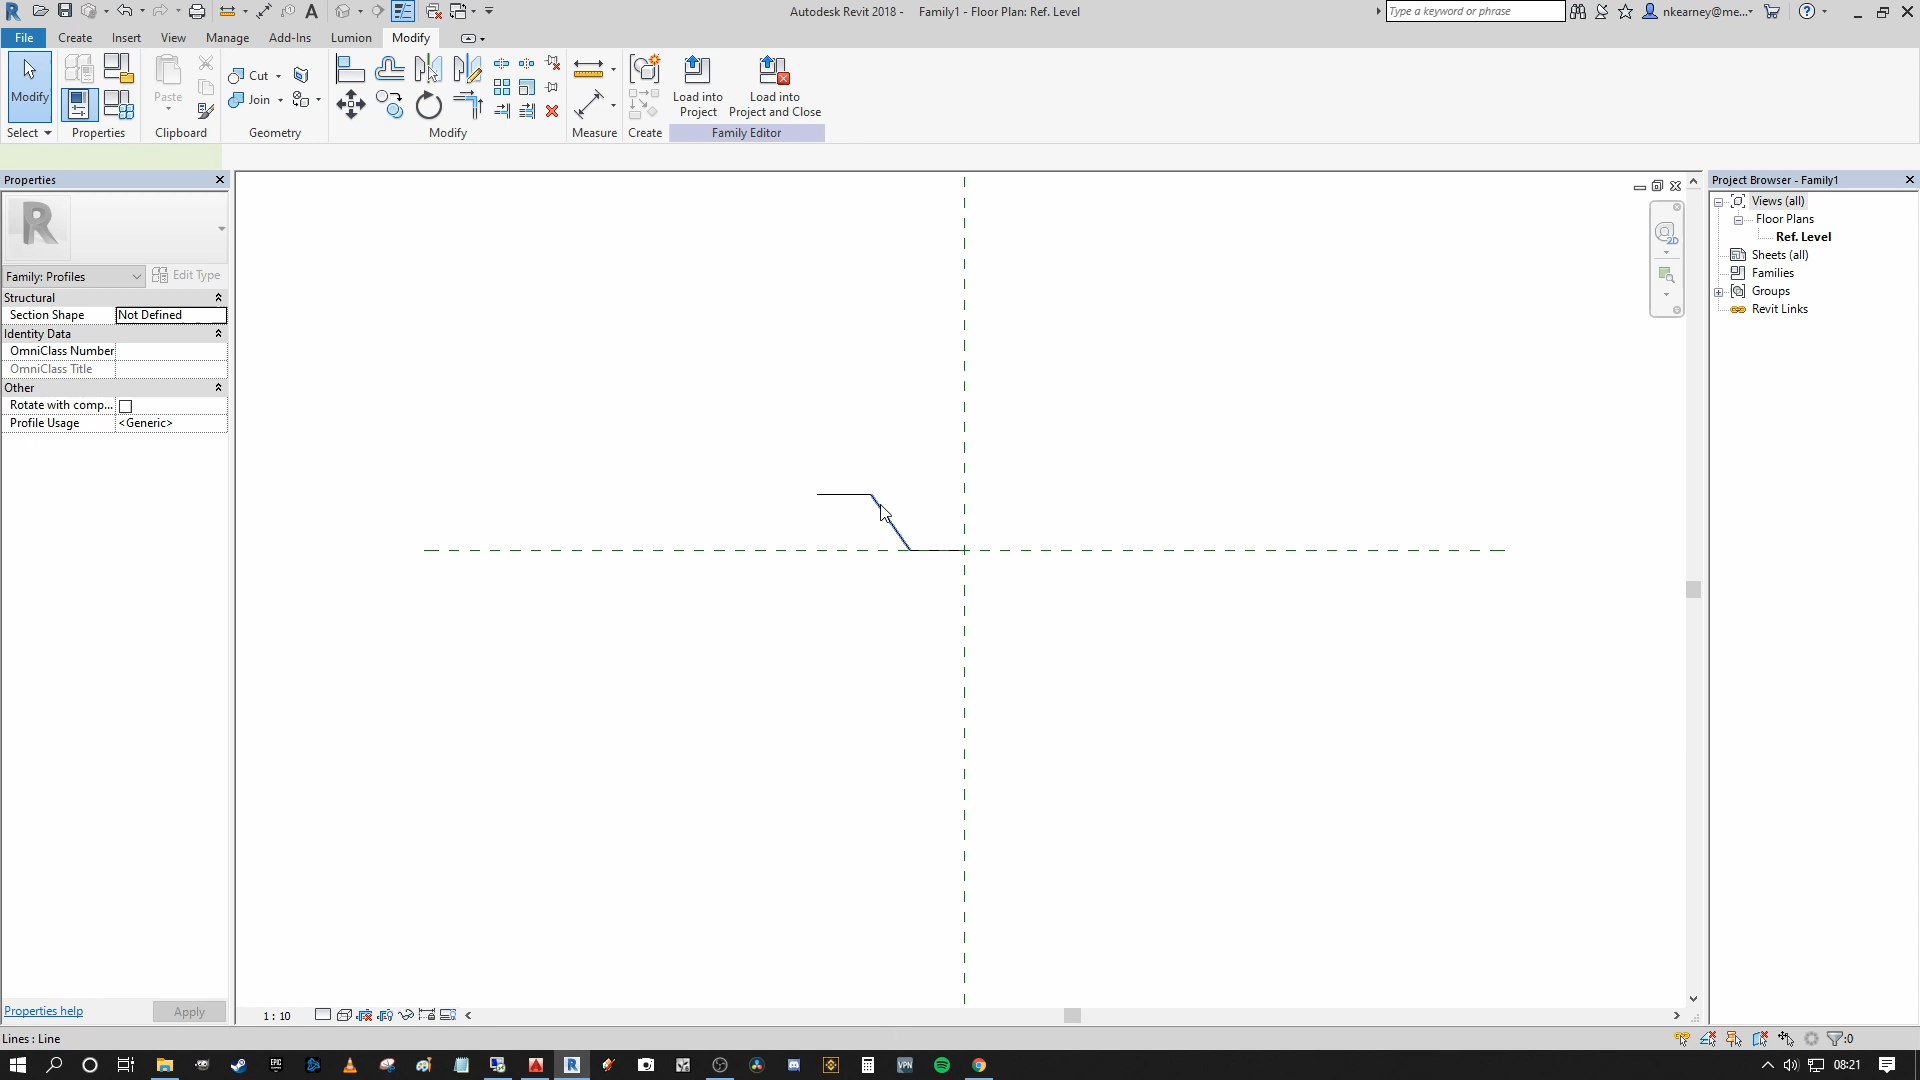 Autodesk Revit 2018 - Family1 - Floor Plan: Ref. Level
Type a keyword or phrase
nkearney@me...
File Create Insert View Manage Add-Ins Lumion Modify
Modify
Paste
Cut
Join
Load into Project
Load into Project and Close
Select Properties Clipboard Geometry Modify Measure Create Family Editor
Properties
Family: Profiles
Edit Type
Structural
Section Shape Not Defined
Identity Data
OmniClass Number
OmniClass Title
Other
Rotate with comp...
Profile Usage <Generic>
Properties help
Apply
2D
Project Browser - Family1
Views (all)
Floor Plans
Ref. Level
Sheets (all)
Families
Groups
Revit Links
1 : 10
Lines : Line
:0
EPIC
VPN
08:21